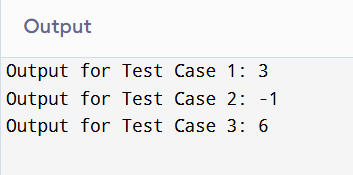 Output
Output for Test Case 1: 3
Output for Test Case 2: -1
Output for Test Case 3: 6